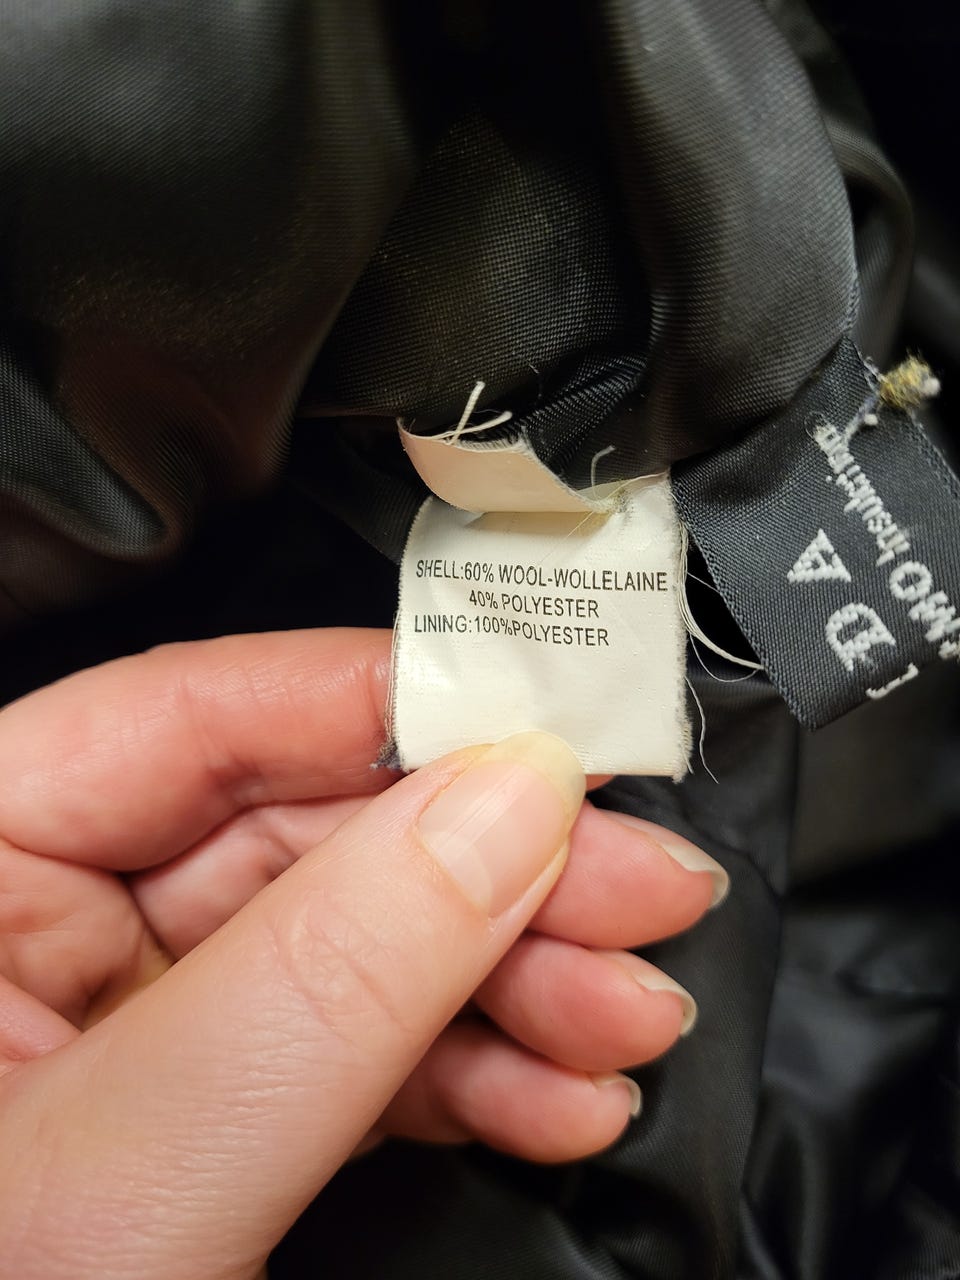 SHELL:60% WOOL-WOLLELAINE
40% POLYESTER
LINING:100%POLYESTER